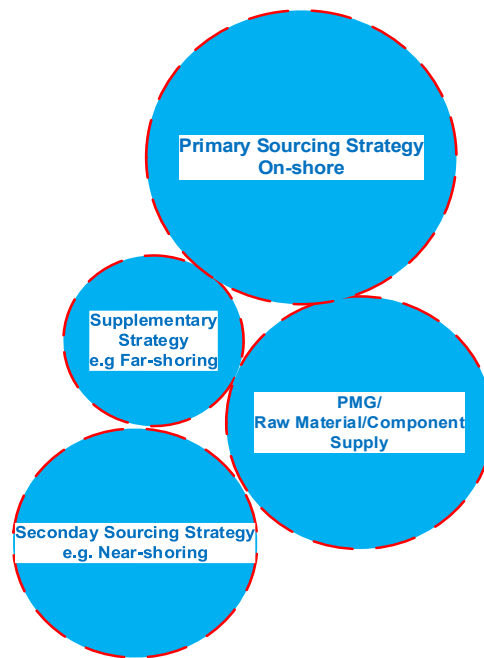 Primary Sourcing Strategy
On-shore
Supplementary
Strategy
e.g Far-shoring
PMG/
Raw Material/Component
Supply
Seconday Sourcing Strategy
e.g. Near-shoring